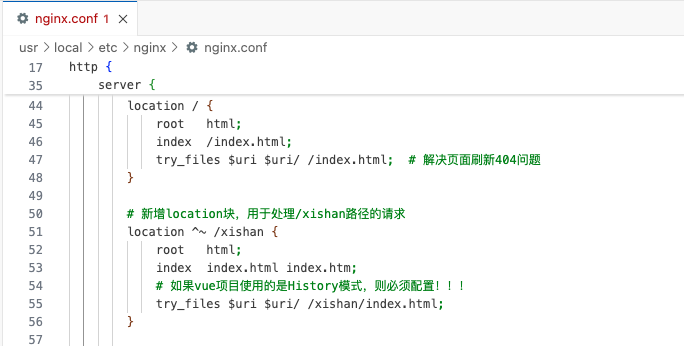 nginx.conf 1 ×
usr > local > etc > nginx > nginx.conf
17 http {
35 server {
44 location / {
45 root html;
46 index /index.html;
47 try_files $uri $uri/ /index.html; # 解决页面刷新404问题
48 }
49
50 # 新增location块，用于处理/xishan路径的请求
51 location ^~ /xishan {
52 root html;
53 index index.html index.htm;
54 # 如果vue项目使用的是History模式，则必须配置！！！
55 try_files $uri $uri/ /xishan/index.html;
56 }
57